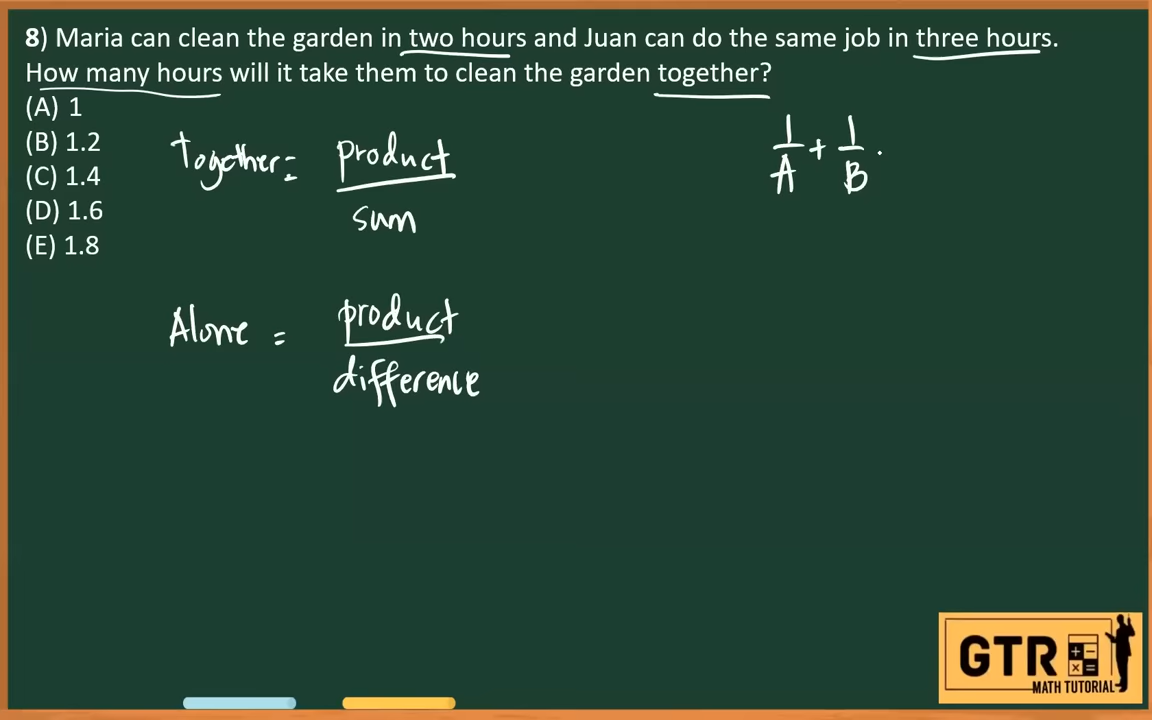 8) Maria can clean the garden in two hours and Juan can do the same job in three hours.
How many hours will it take them to clean the garden together?
(A) 1
(B) 1.2
(C) 1.4
(D) 1.6
(E) 1.8
Together = product
sum
1/A + 1/B
Alone = product
difference
GTR
MATH TUTORIAL